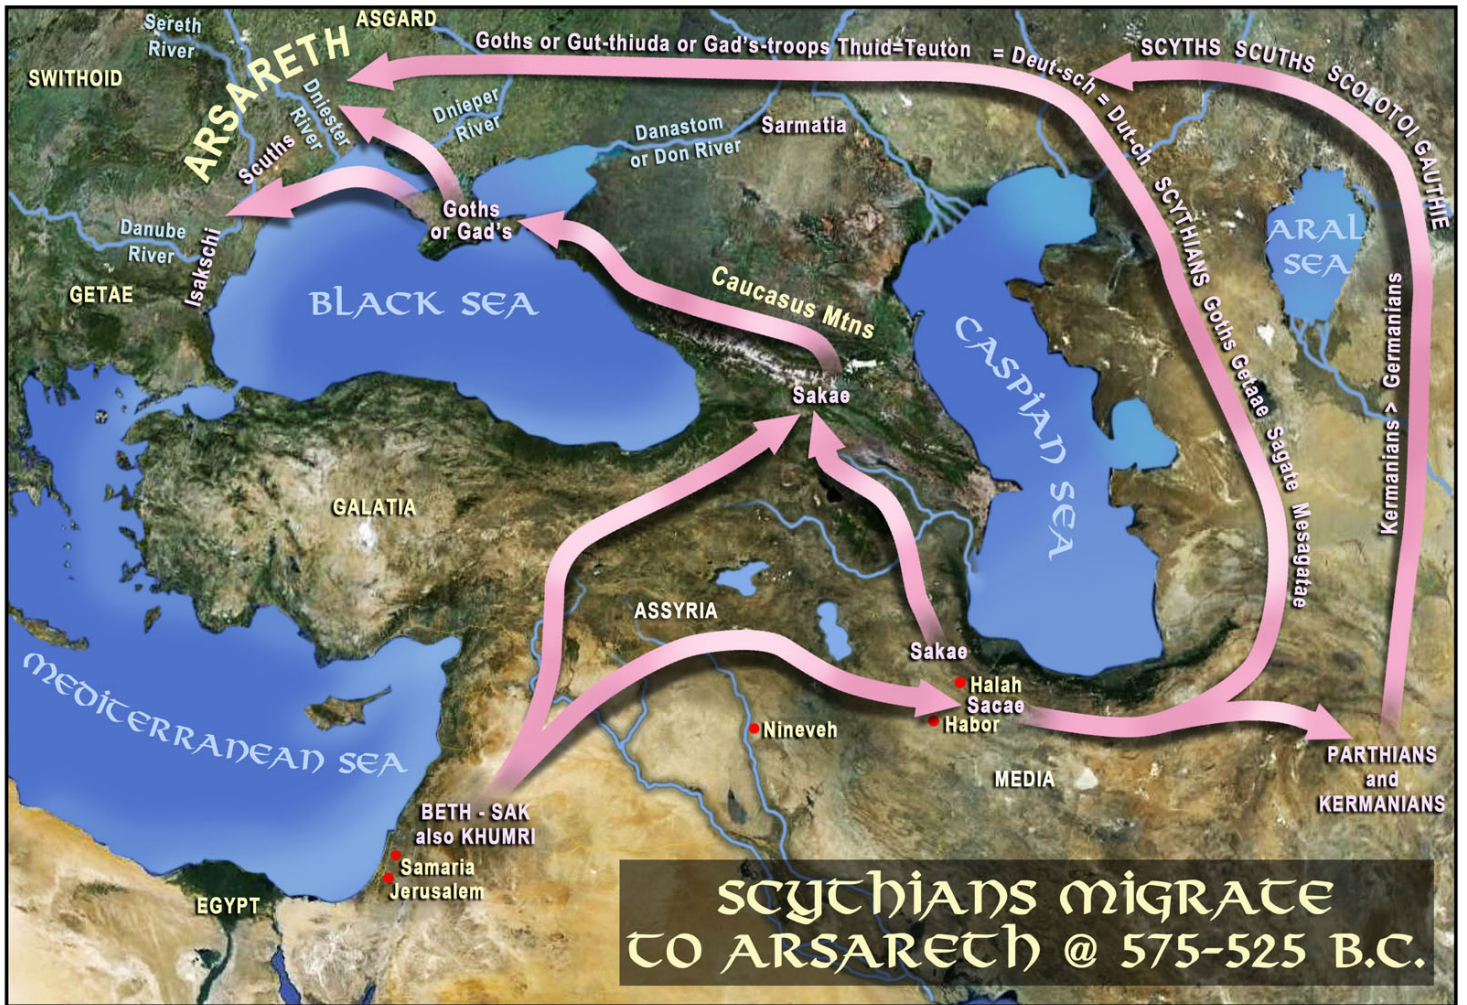 Sereth
River
ASGARD
SWITHOID
ARSARETH
Goths or Gut-thiuda or Gad's-troops Thuid=Teuton = Deut-sch = Dut-ch SCYTHIANS Goths Getaae Sagate Mesagatae
SCYTHS SCUTHS SCOLOTOI GAUTHIE
Dniester
River
Dnieper
River
Danastom
or Don River
Sarmatia
Scuths
Danube
River
Isakschi
GETAE
Goths
or Gad's
BLACK SEA
Caucasus Mtns
CASPIAN SEA
ARAL
SEA
Kermanians > Germanians
Sakae
GALATIA
ASSYRIA
Sakae
Halah
Sacae
Habor
Nineveh
MEDIA
PARTHIANS
and
KERMANIANS
MEDITERRANEAN SEA
BETH - SAK
also KHUMRI
Samaria
Jerusalem
EGYPT
SCYTHIANS MIGRATE
TO ARSARETH @ 575-525 B.C.